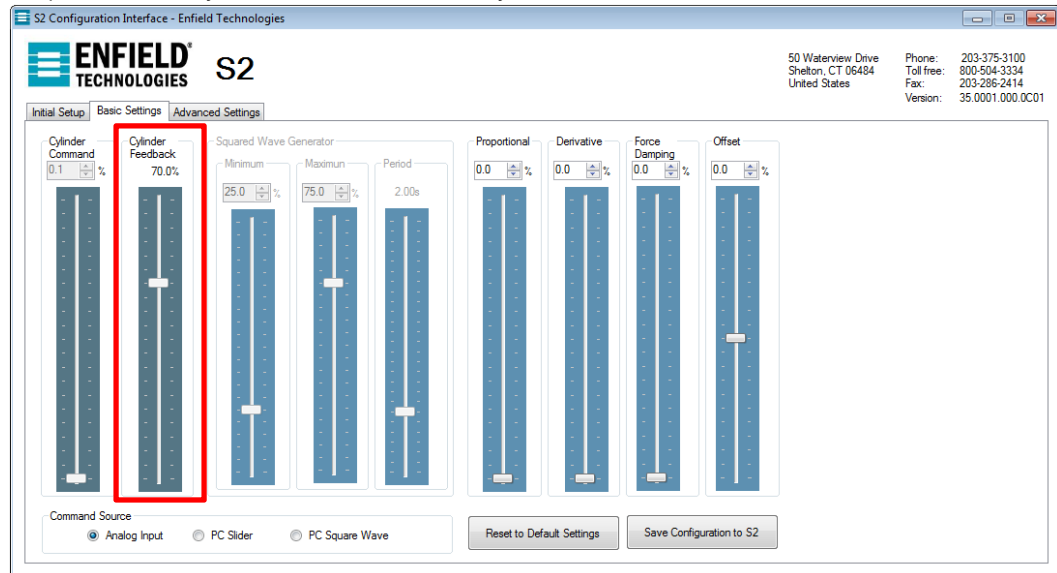 S2 Configuration Interface - Enfield Technologies
ENFIELD®
TECHNOLOGIES
S2
50 Waterview Drive
Shelton, CT 06484
United States
Phone: 203-375-3100
Toll free: 800-504-3334
Fax: 203-286-2414
Version: 35.0001.000.0C01
Initial Setup Basic Settings Advanced Settings
Cylinder Command
0.1 %
Cylinder Feedback
70.0%
Squared Wave Generator
Minimum
25.0 %
Maximun
75.0 %
Period
2.00s
Proportional
0.0 %
Derivative
0.0 %
Force Damping
0.0 %
Offset
0.0 %
Command Source
Analog Input PC Slider PC Square Wave
Reset to Default Settings
Save Configuration to S2